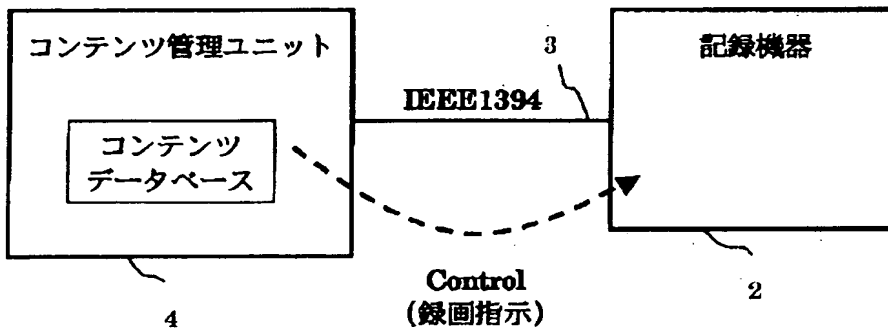 コンテンツ管理ユニット
3
記録機器
IEEE1394
コンテンツ
データベース
Control
(録画指示)
4
2